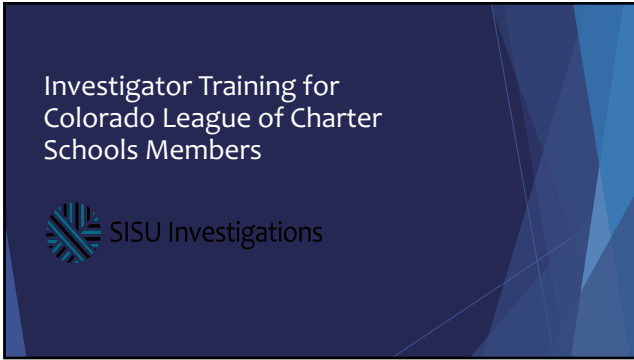 Investigator Training for
Colorado League of Charter
Schools Members
SISU Investigations